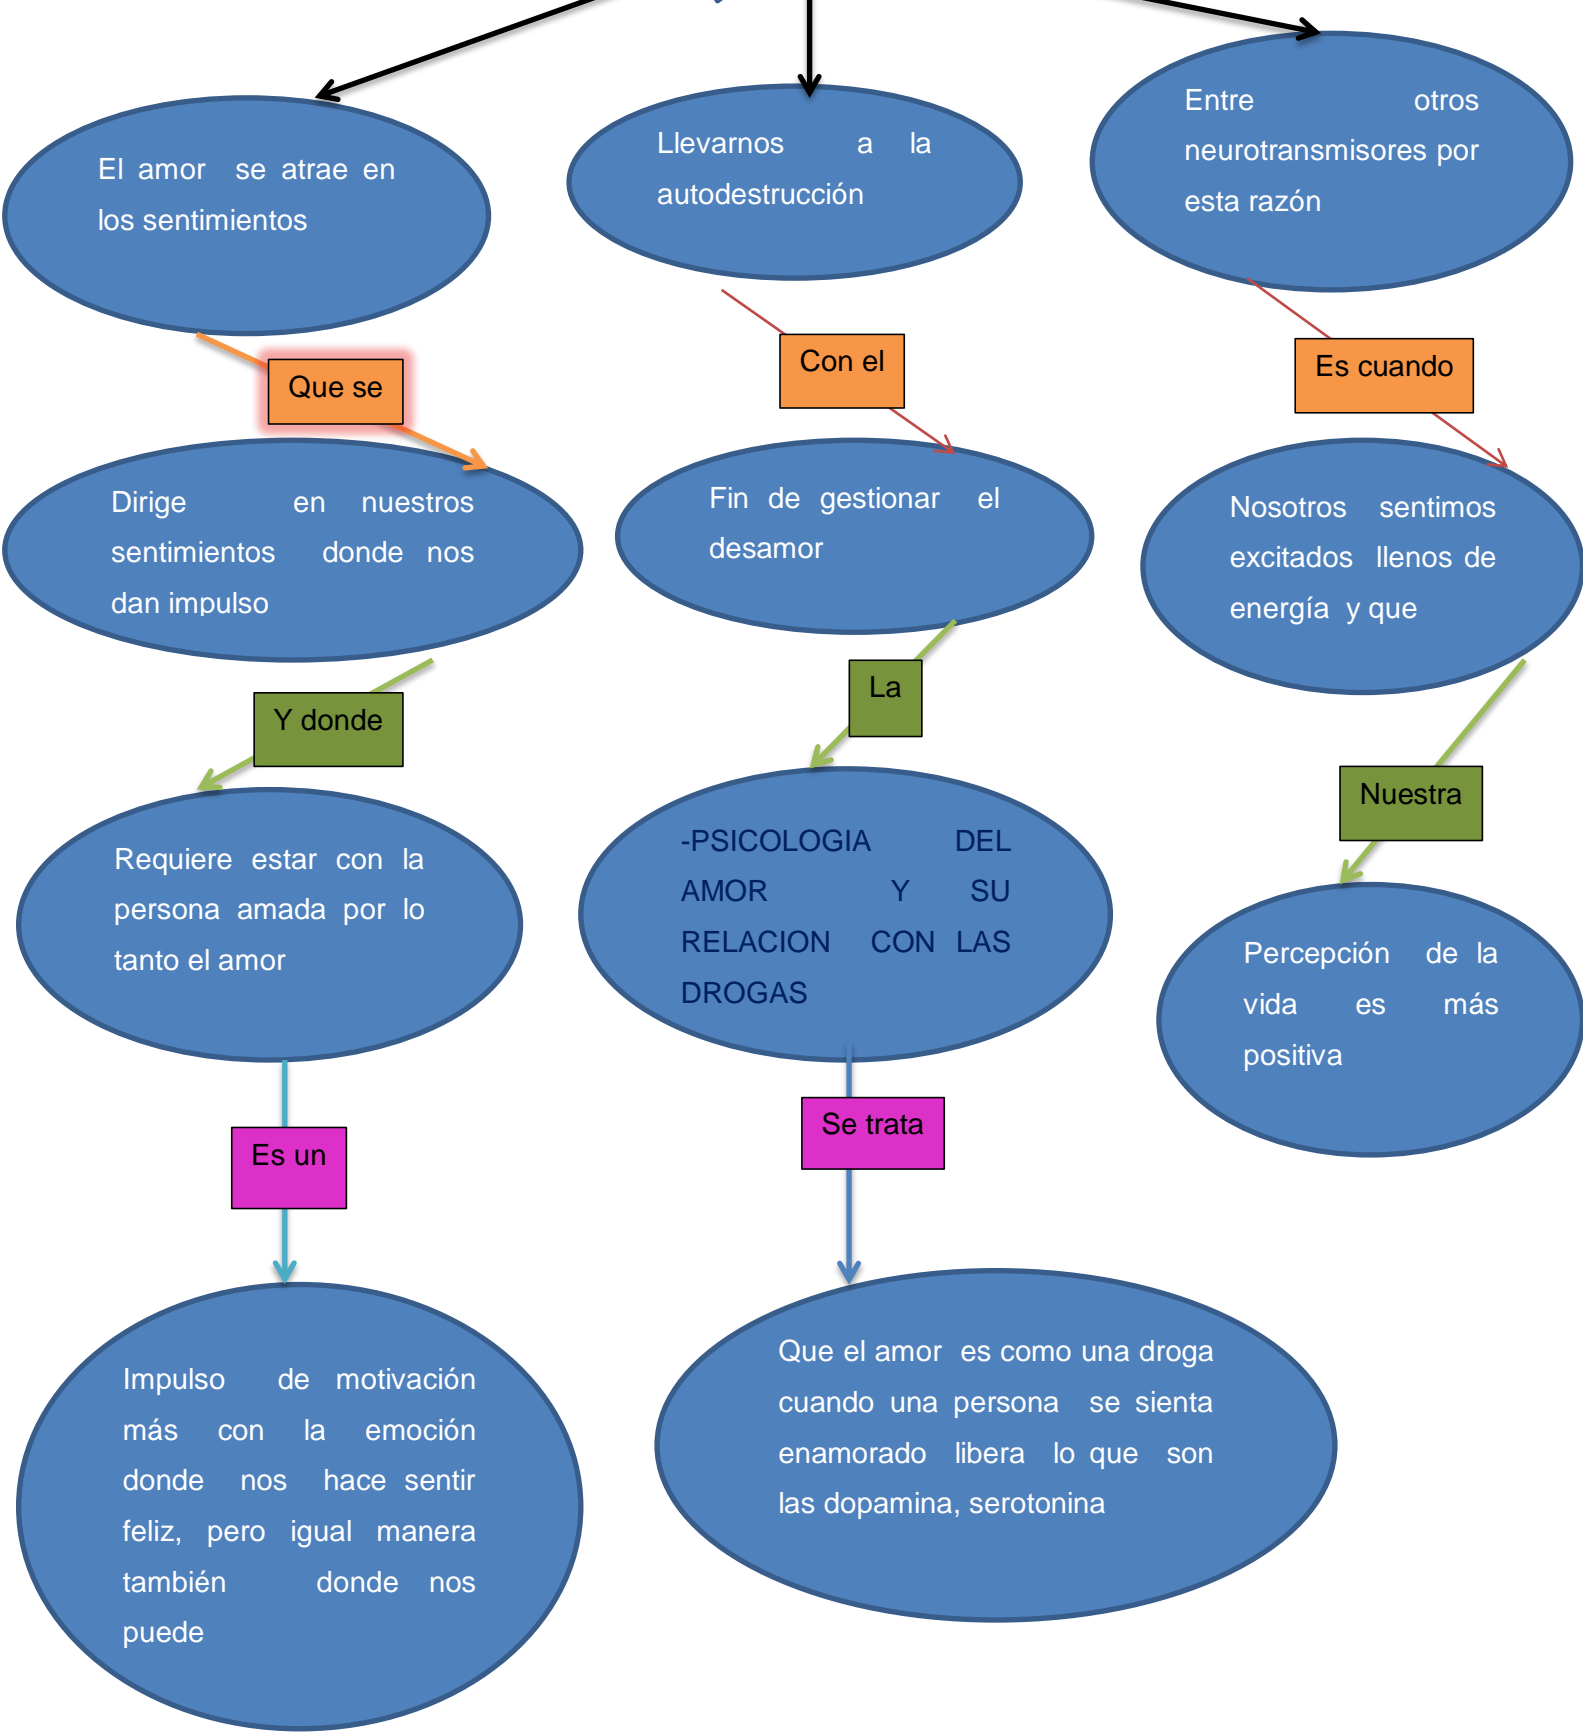 El amor se atrae en
los sentimientos
Que se
Dirige en nuestros
sentimientos donde nos
dan impulso
Y donde
Requiere estar con la
persona amada por lo
tanto el amor
Es un
Impulso de motivación
más con la emoción
donde nos hace sentir
feliz, pero igual manera
también donde nos
puede
Llevarnos a la
autodestrucción
Con el
Fin de gestionar el
desamor
La
-PSICOLOGIA DEL
AMOR Y SU
RELACION CON LAS
DROGAS
Se trata
Que el amor es como una droga
cuando una persona se sienta
enamorado libera lo que son
las dopamina, serotonina
Entre otros
neurotransmisores por
esta razón
Es cuando
Nosotros sentimos
excitados llenos de
energía y que
Nuestra
Percepción de la
vida es más
positiva